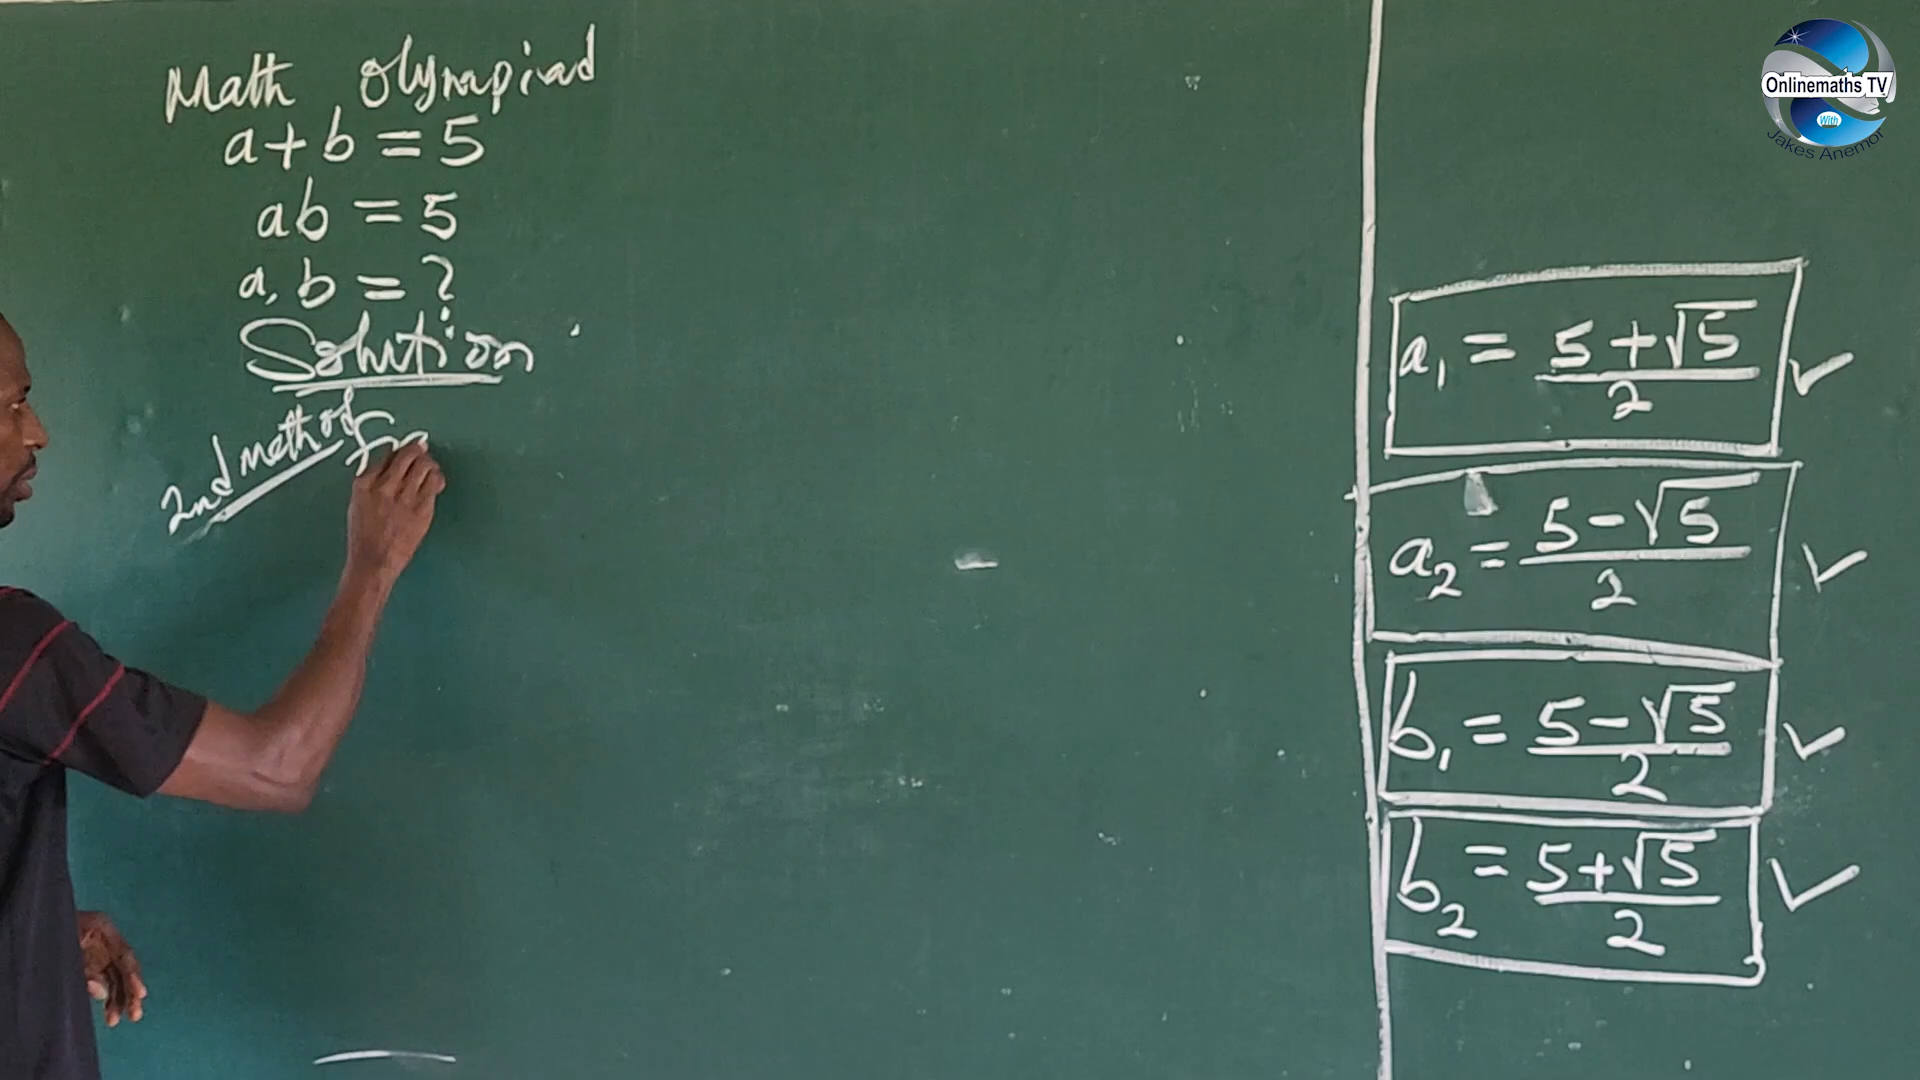 Math Olympiad
a+b=5
ab=5
a,b=?
Solution
2nd method
a₁ = (5+√5)/2 ✓
a₂ = (5-√5)/2 ✓
b₁ = (5-√5)/2 ✓
b₂ = (5+√5)/2 ✓
Onlinemaths TV
With
Jakes Anemor